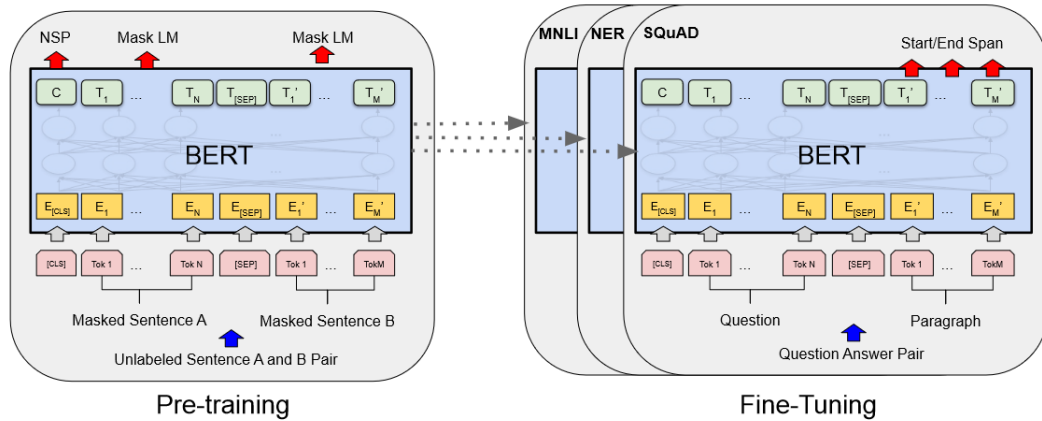 NSP Mask LM Mask LM
C T1 ... TN T[SEP] T1' ... TM'
...
BERT
...
E[CLS] E1 ... EN E[SEP] E1' ... EM'
[CLS] Tok 1 ... Tok N [SEP] Tok 1 ... TokM
Masked Sentence A Masked Sentence B
Unlabeled Sentence A and B Pair
Pre-training
MNLI NER SQuAD
Start/End Span
C T1 ... TN T[SEP] T1' ... TM'
...
BERT
...
E[CLS] E1 ... EN E[SEP] E1' ... EM'
[CLS] Tok 1 ... Tok N [SEP] Tok 1 ... TokM
Question Paragraph
Question Answer Pair
Fine-Tuning